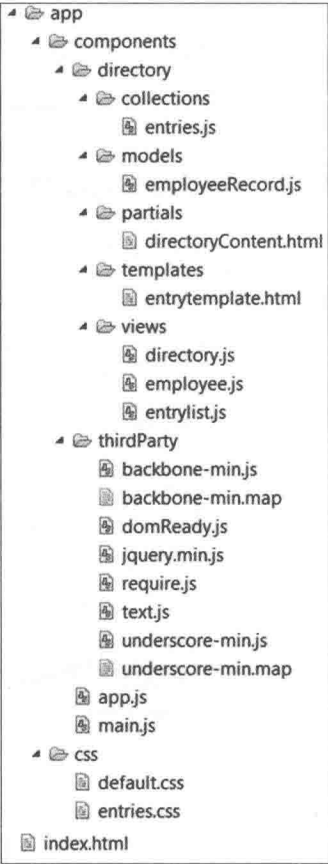 app
components
directory
collections
entries.js
models
employeeRecord.js
partials
directoryContent.html
templates
entrytemplate.html
views
directory.js
employee.js
entrylist.js
thirdParty
backbone-min.js
backbone-min.map
domReady.js
jquery.min.js
require.js
text.js
underscore-min.js
underscore-min.map
app.js
main.js
css
default.css
entries.css
index.html